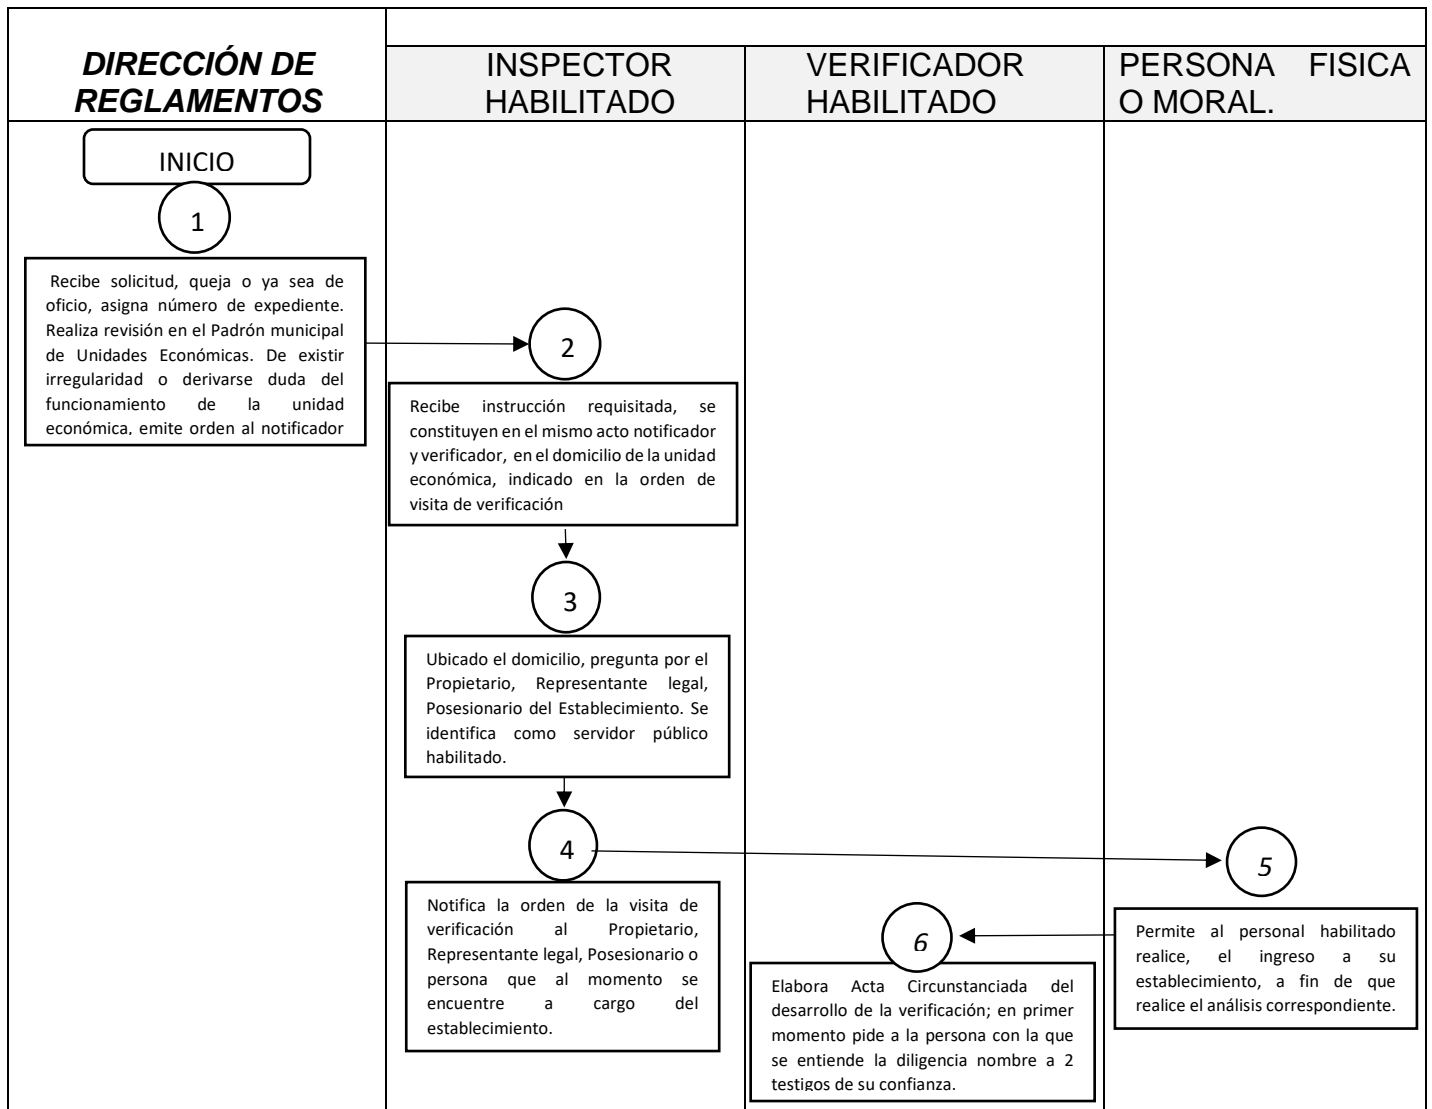 DIRECCIÓN DE
REGLAMENTOS
INSPECTOR
HABILITADO
VERIFICADOR
HABILITADO
PERSONA FISICA
O MORAL.
INICIO
1
Recibe solicitud, queja o ya sea de
oficio, asigna número de expediente.
Realiza revisión en el Padrón municipal
de Unidades Económicas. De existir
irregularidad o derivarse duda del
funcionamiento de la unidad
económica, emite orden al notificador
2
Recibe instrucción requisitada, se
constituyen en el mismo acto notificador
y verificador, en el domicilio de la unidad
económica, indicado en la orden de
visita de verificación
3
Ubicado el domicilio, pregunta por el
Propietario, Representante legal,
Posesionario del Establecimiento. Se
identifica como servidor público
habilitado.
4
Notifica la orden de la visita de
verificación al Propietario,
Representante legal, Posesionario o
persona que al momento se
encuentre a cargo del
establecimiento.
5
Permite al personal habilitado
realice, el ingreso a su
establecimiento, a fin de que
realice el análisis correspondiente.
6
Elabora Acta Circunstanciada del
desarrollo de la verificación; en primer
momento pide a la persona con la que
se entiende la diligencia nombre a 2
testigos de su confianza.